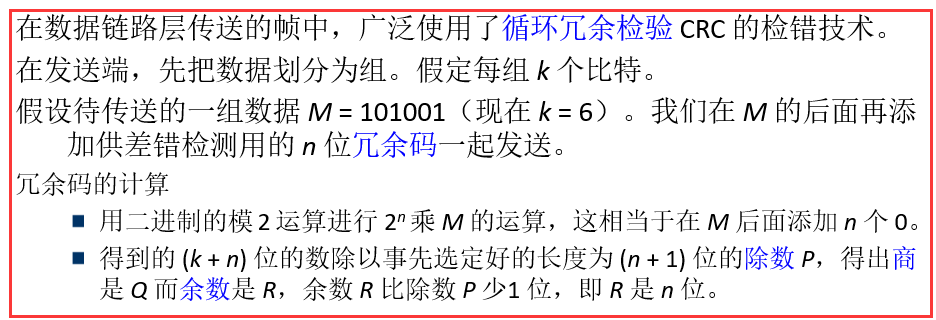 在数据链路层传送的帧中，广泛使用了循环冗余检验 CRC 的检错技术。
在发送端，先把数据划分为组。假定每组 k 个比特。
假设待传送的一组数据 M = 101001（现在 k = 6）。我们在 M 的后面再添
加供差错检测用的 n 位冗余码一起发送。
冗余码的计算
■ 用二进制的模 2 运算进行 2ⁿ 乘 M 的运算，这相当于在 M 后面添加 n 个 0。
■ 得到的 (k + n) 位的数除以事先选定好的长度为 (n + 1) 位的除数 P，得出商
是 Q 而余数是 R，余数 R 比除数 P 少1 位，即 R 是 n 位。